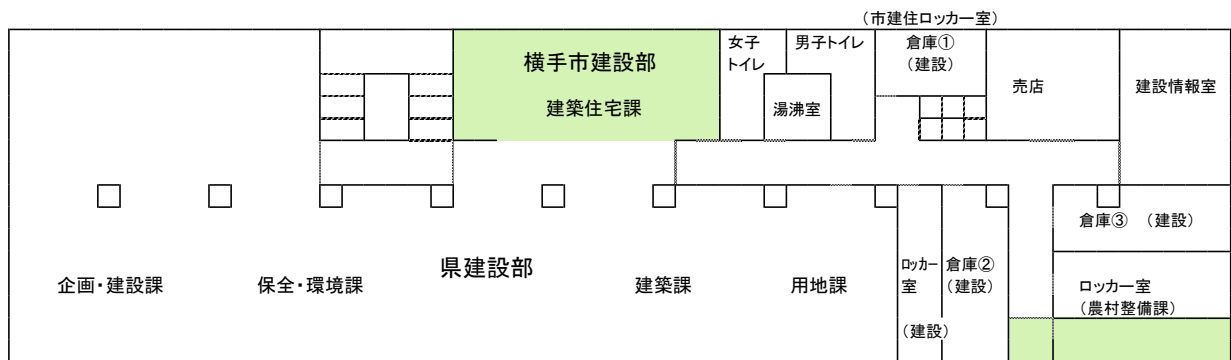 (市建住ロッカー室)
横手市建設部
建築住宅課
女子
トイレ
男子トイレ
湯沸室
倉庫①
(建設)
売店
建設情報室
企画・建設課
保全・環境課
県建設部
建築課
用地課
ロッカー
室
(建設)
倉庫②
(建設)
倉庫③ (建設)
ロッカー室
(農村整備課)